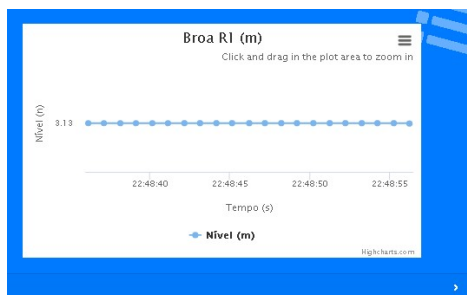 Broa R1 (m)
Click and drag in the plot area to zoom in
Nível (n)
3.13
22:48:40 22:48:45 22:48:50 22:48:55
Tempo (s)
Nível (m)
Highcharts.com